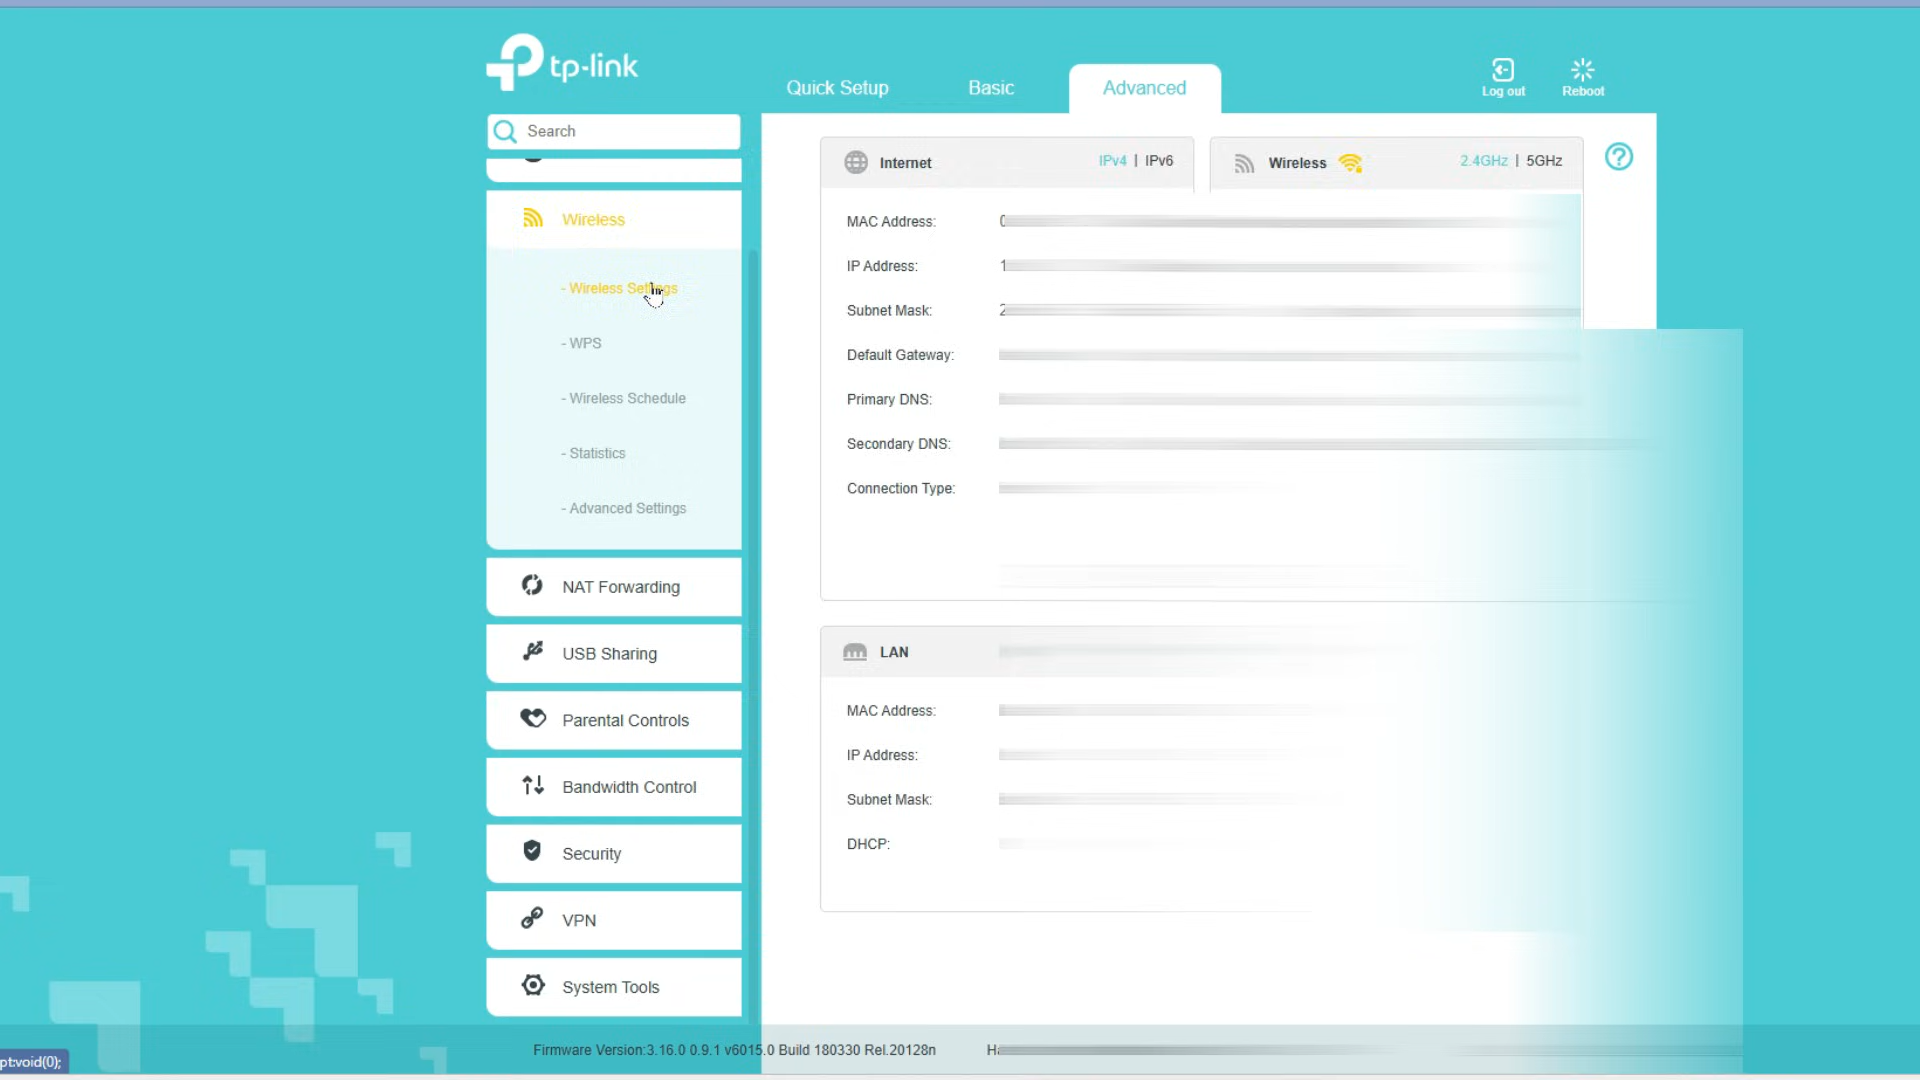 tp-link
Quick Setup
Basic
Advanced
Log out
Reboot
Search
Wireless
- Wireless Settings
- WPS
- Wireless Schedule
- Statistics
- Advanced Settings
NAT Forwarding
USB Sharing
Parental Controls
Bandwidth Control
Security
VPN
System Tools
Internet
IPv4 | IPv6
MAC Address:
IP Address:
Subnet Mask:
Default Gateway:
Primary DNS:
Secondary DNS:
Connection Type:
Wireless
2.4GHz | 5GHz
LAN
MAC Address:
IP Address:
Subnet Mask:
DHCP:
Firmware Version:3.16.0 0.9.1 v6015.0 Build 180330 Rel.20128n
pt:void(0);